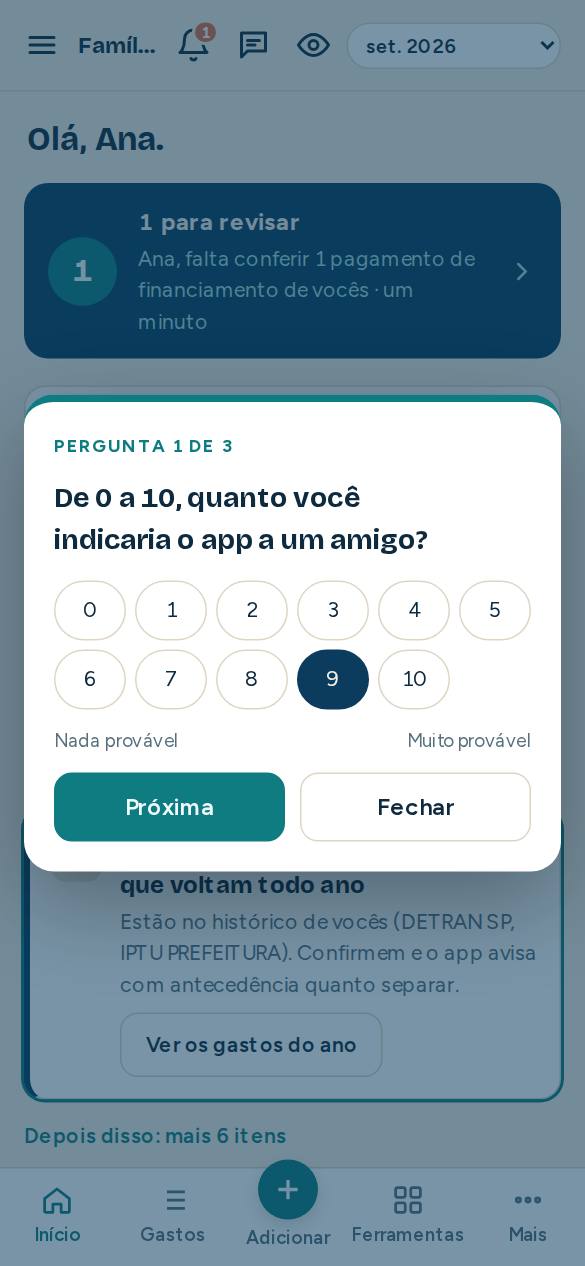 Famíl...
1
set. 2026
Olá, Ana.
1
1 para revisar
Ana, falta conferir 1 pagamento de
financiamento de vocês · um
minuto
PERGUNTA 1 DE 3
De 0 a 10, quanto você
indicaria o app a um amigo?
0 1 2 3 4 5
6 7 8 9 10
Nada provável Muito provável
Próxima Fechar
que voltam todo ano
Estão no histórico de vocês (DETRAN SP,
IPTU PREFEITURA). Confirmem e o app avisa
com antecedência quanto separar.
Ver os gastos do ano
Depois disso: mais 6 itens
Início Gastos Adicionar Ferramentas Mais